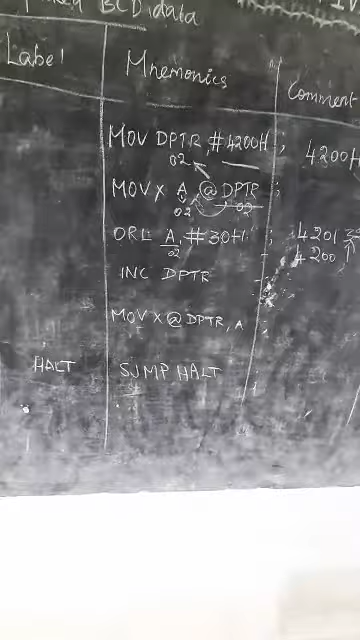 BCD data
Label Mnemonics Comment
MOV DPTR, #4200H ; 4200H
02
MOVX A, @DPTR ;
02 02
ORL A, #30H ; 4201
02 4200
INC DPTR
MOVX @DPTR, A
HALT SJMP HALT